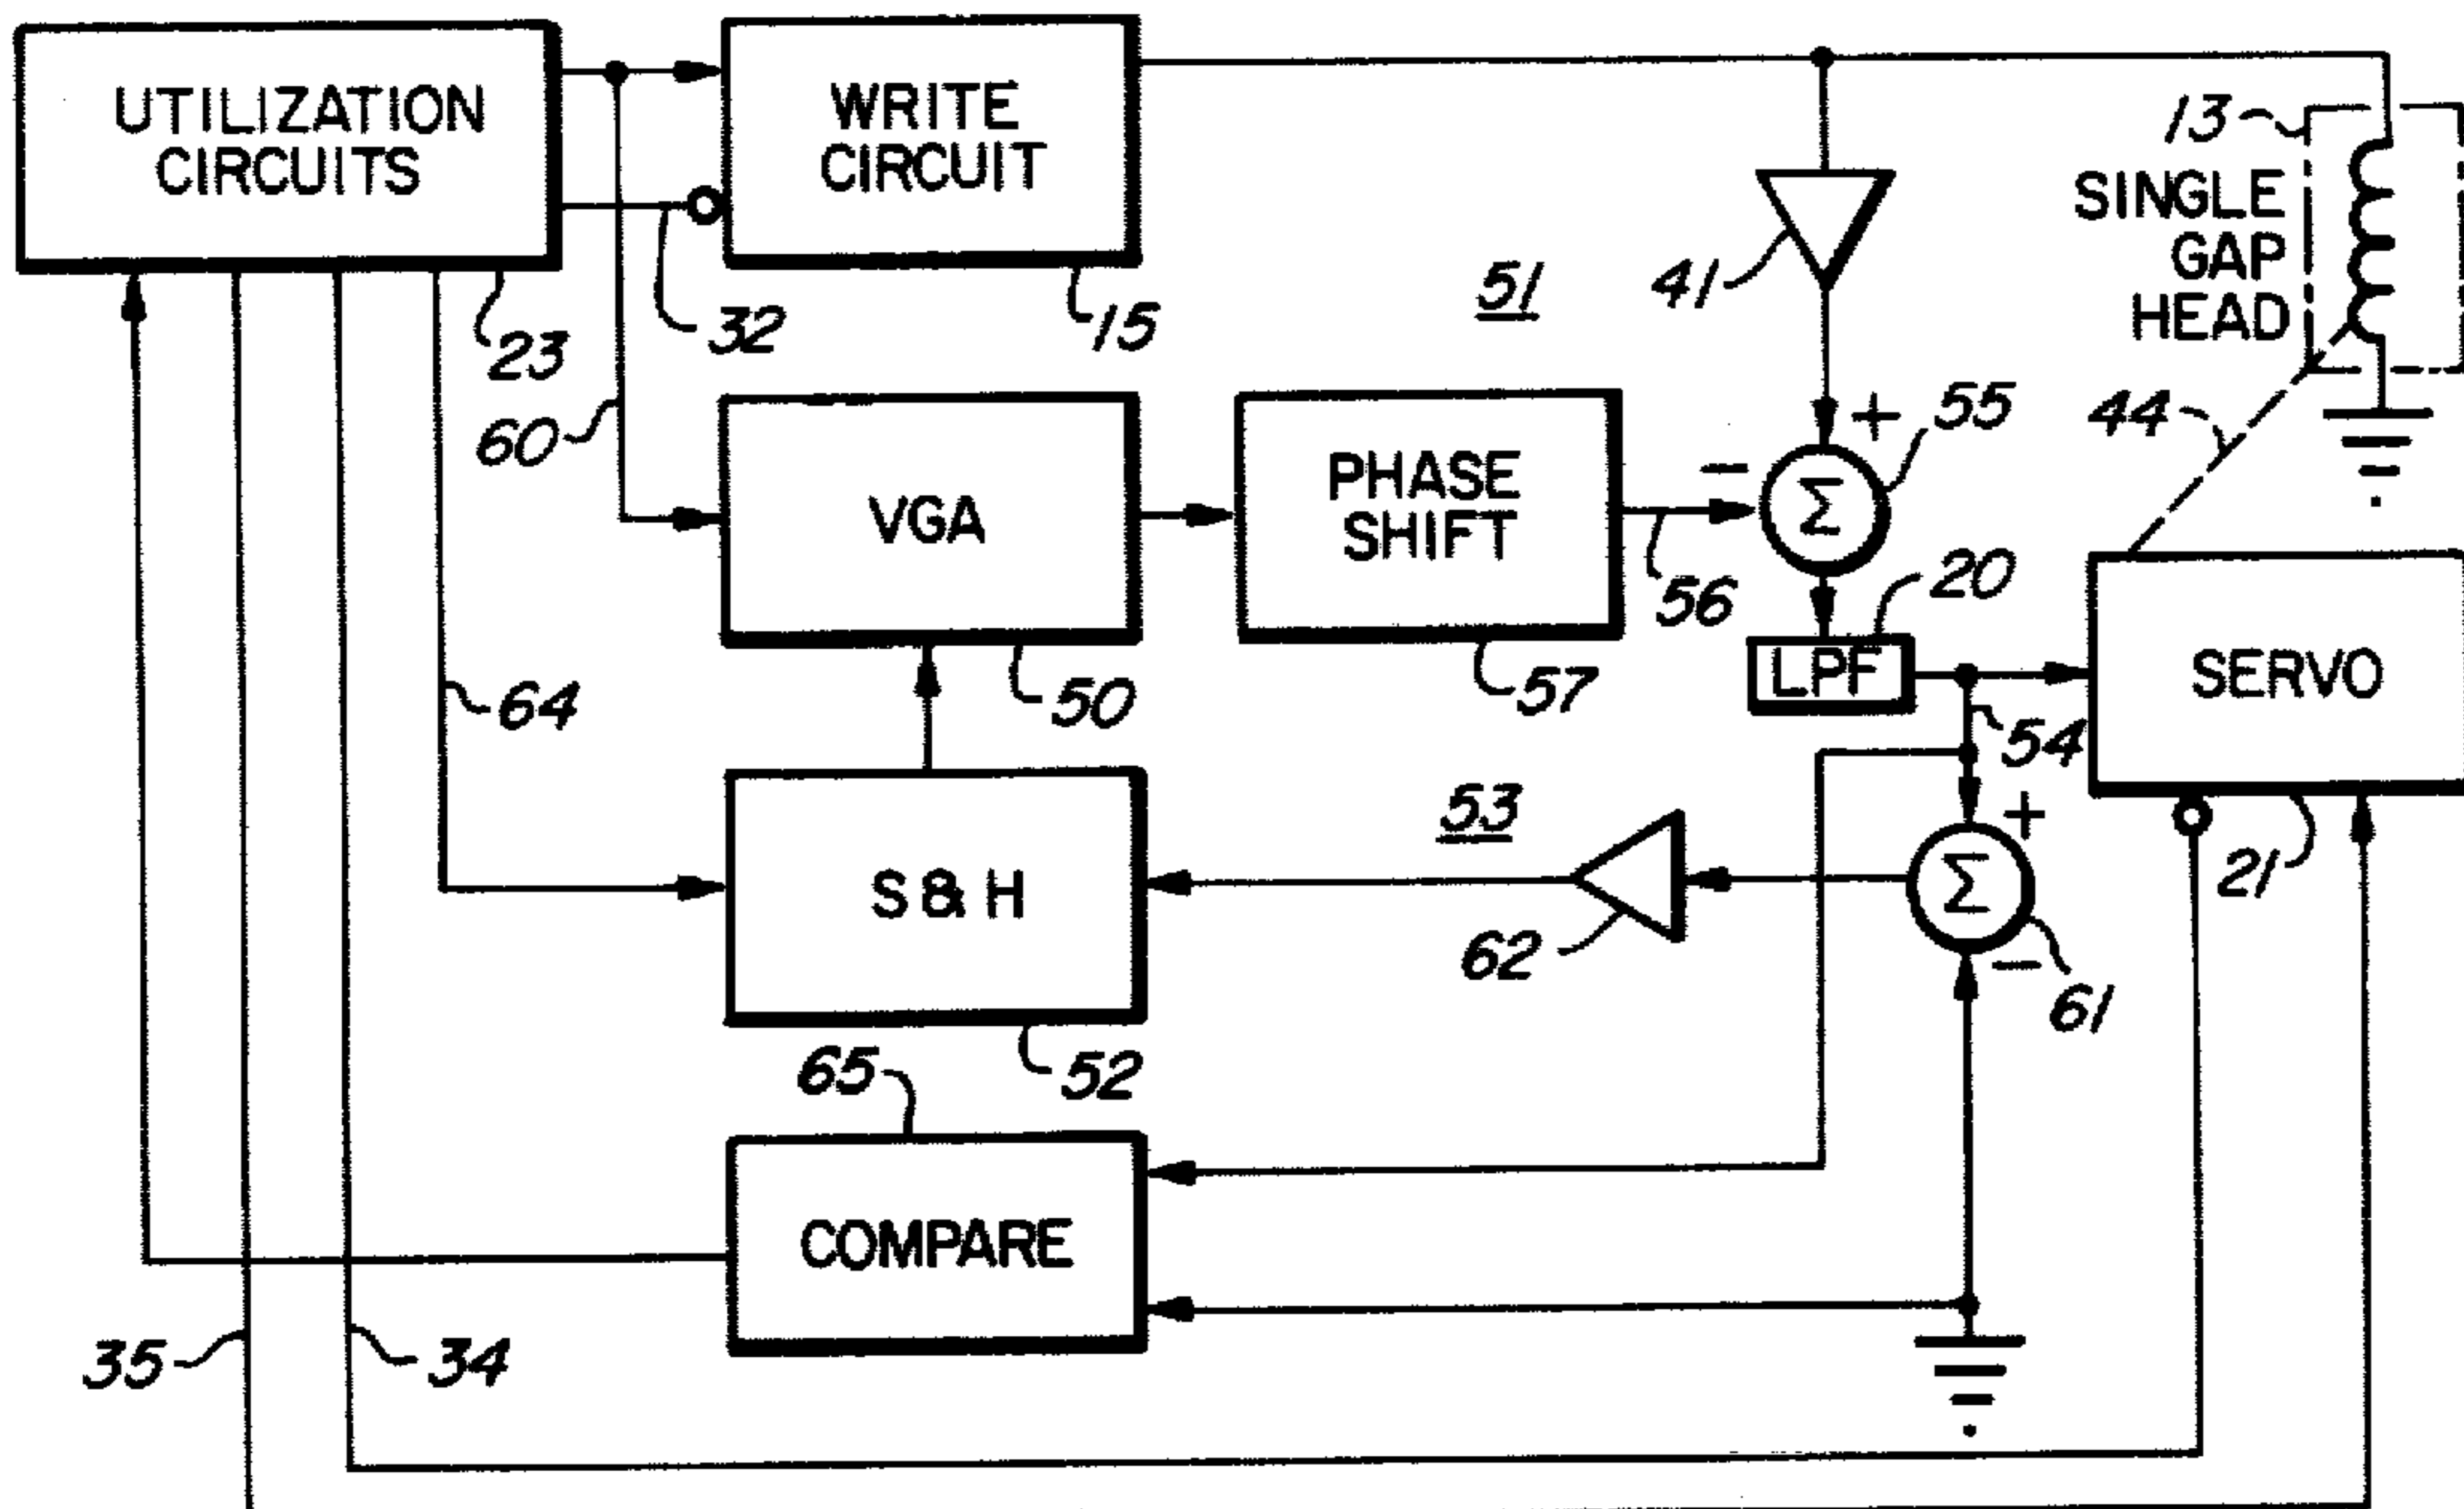 UTILIZATION
CIRCUITS
WRITE
CIRCUIT
13
SINGLE
GAP
HEAD
23
32
15
51
41
60
VGA
PHASE
SHIFT
+
-
Σ
55
44
56
20
LPF
64
50
57
54
SERVO
S & H
53
62
+
Σ
-
61
21
65
52
COMPARE
35
34